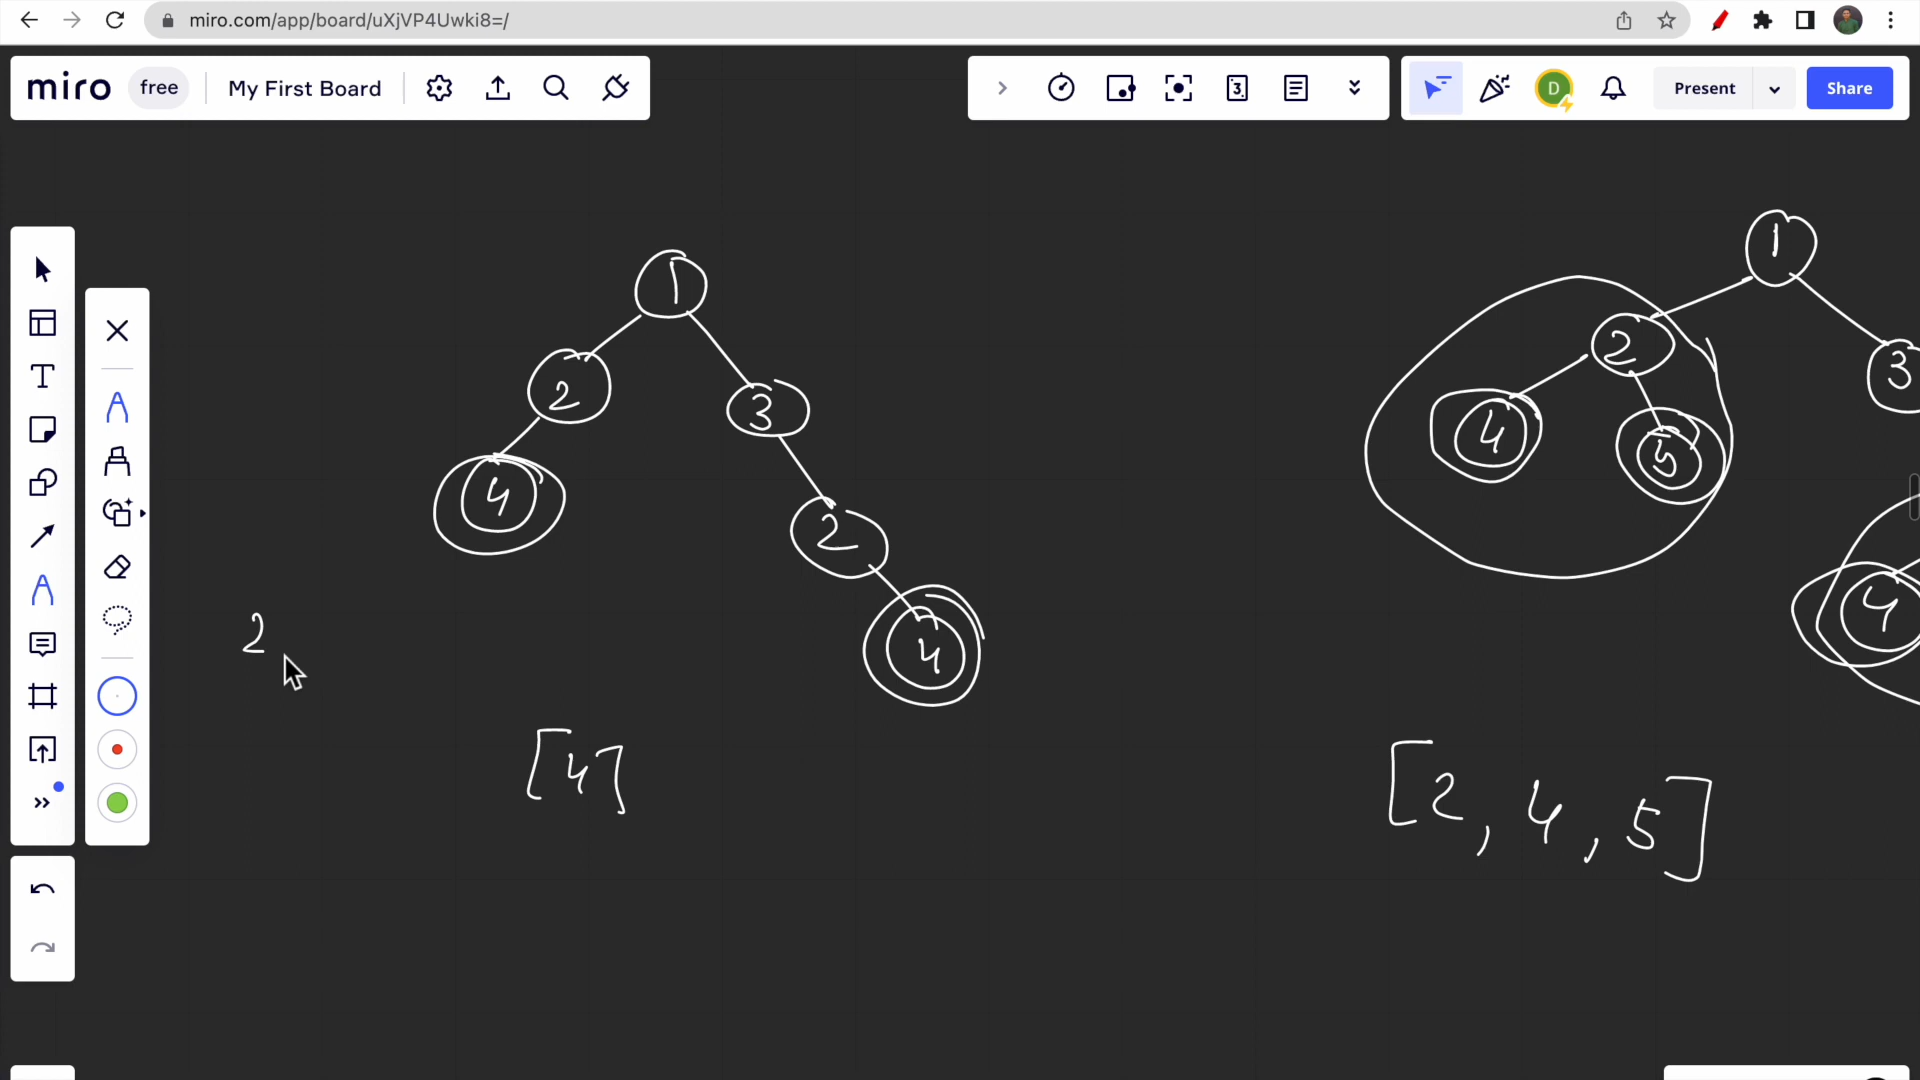 miro.com/app/board/uXjVP4Uwki8=/
miro free My First Board
3 D Present Share
T
1
2 3
4 2
4
2
[4]
1
2 3
4 5
4
[2, 4, 5]